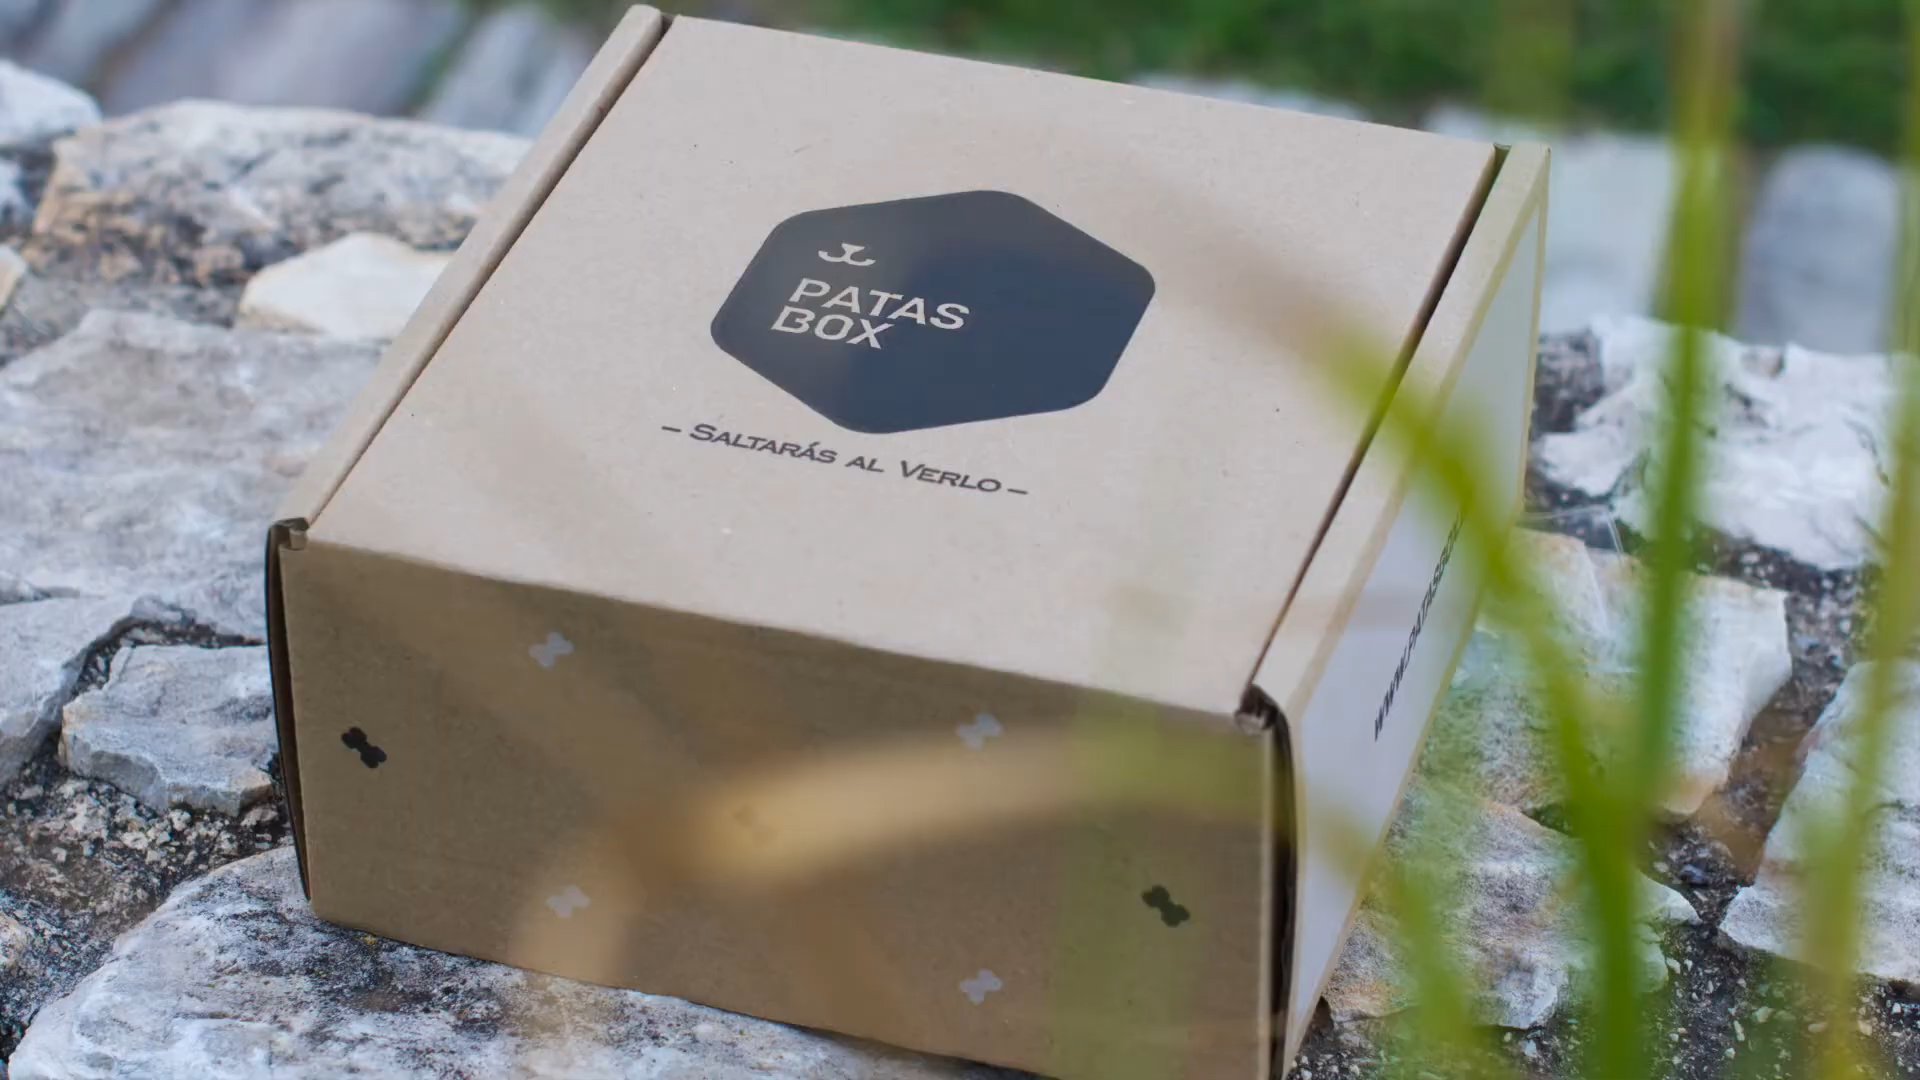 PATAS
BOX
– SALTARÁS AL VERLO –